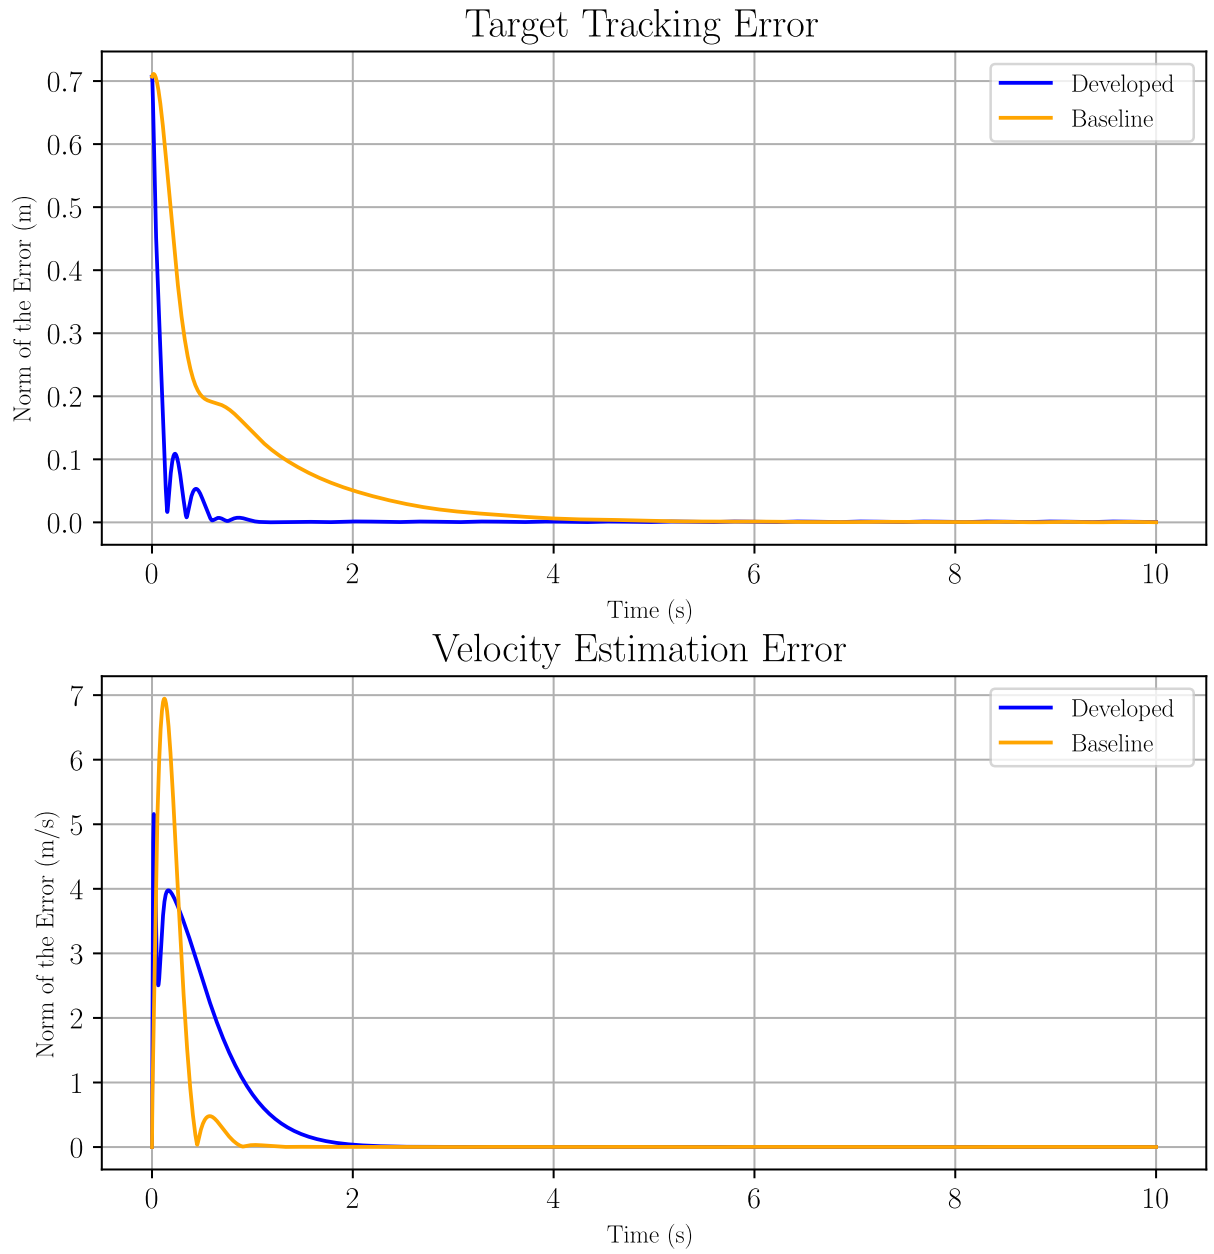 Target Tracking Error
Norm of the Error (m)
0.7
0.6
0.5
0.4
0.3
0.2
0.1
0.0
Developed
Baseline
0 2 4 6 8 10
Time (s)
Velocity Estimation Error
Norm of the Error (m/s)
7
6
5
4
3
2
1
0
Developed
Baseline
0 2 4 6 8 10
Time (s)